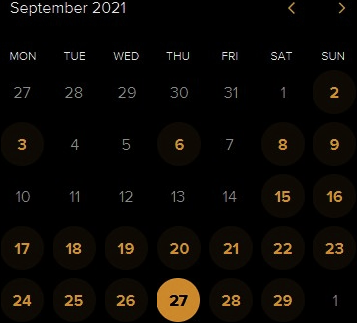 September 2021 < >
MON TUE WED THU FRI SAT SUN
27 28 29 30 31 1 2
3 4 5 6 7 8 9
10 11 12 13 14 15 16
17 18 19 20 21 22 23
24 25 26 27 28 29 1